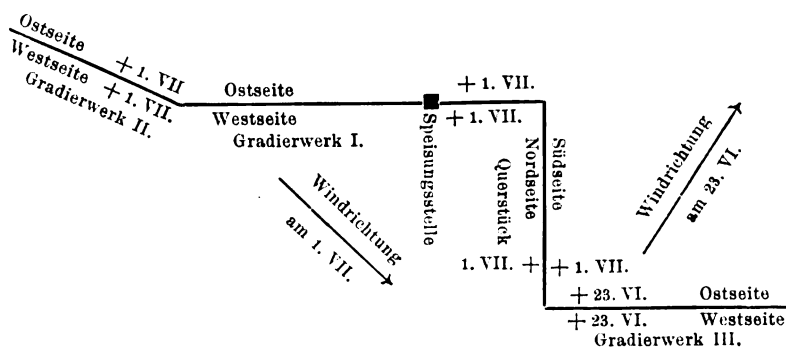 Ostseite
+ 1. VII
Westseite
+ 1. VII.
Gradierwerk II.
Ostseite
Westseite
Gradierwerk I.
Speisungsstelle
+ 1. VII.
+ 1. VII.
Südseite
Nordseite
Querstück
1. VII. +
+ 1. VII.
Windrichtung
am 1. VII.
Windrichtung
am 23. VI.
+ 23. VI. Ostseite
+ 23. VI. Westseite
Gradierwerk III.